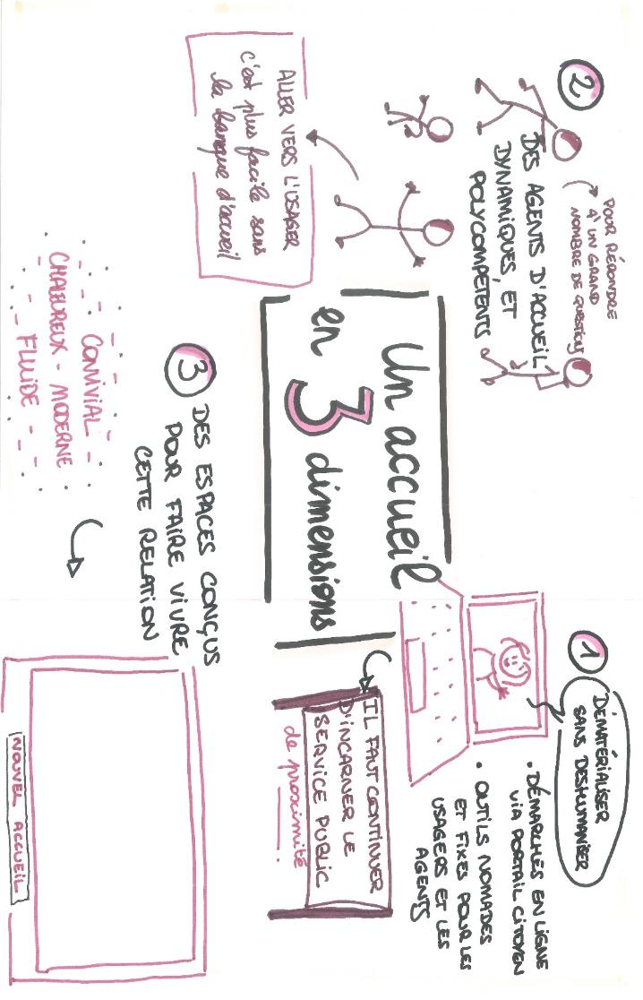 Un accueil
en 3 dimensions
1
DÉMATÉRIALISER
SANS DESHUMANISER
. DÉMARCHES EN LIGNE
VIA PORTAIL CITOYEN
. OUTILS NOMADES
ET FIXES POUR LES
USAGERS ET LES
AGENTS
IL FAUT CONTINUER
D'INCARNER LE
SERVICE PUBLIC
de proximité
2
POUR RÉPONDRE
A' UN GRAND
NOMBRE DE QUESTIONS
DES AGENTS D'ACCUEIL
DYNAMIQUES, ET
POLYCOMPÉTENTS
ALLER VERS L'USAGER
c'est plus facile sans
la banque d'accueil
3
DES ESPACES CONÇUS
POUR FAIRE VIVRE
CETTE RELATION
CONVIVIAL
CHALEUREUX - MODERNE
- FLUIDE -
NOUVEL ACCUEIL